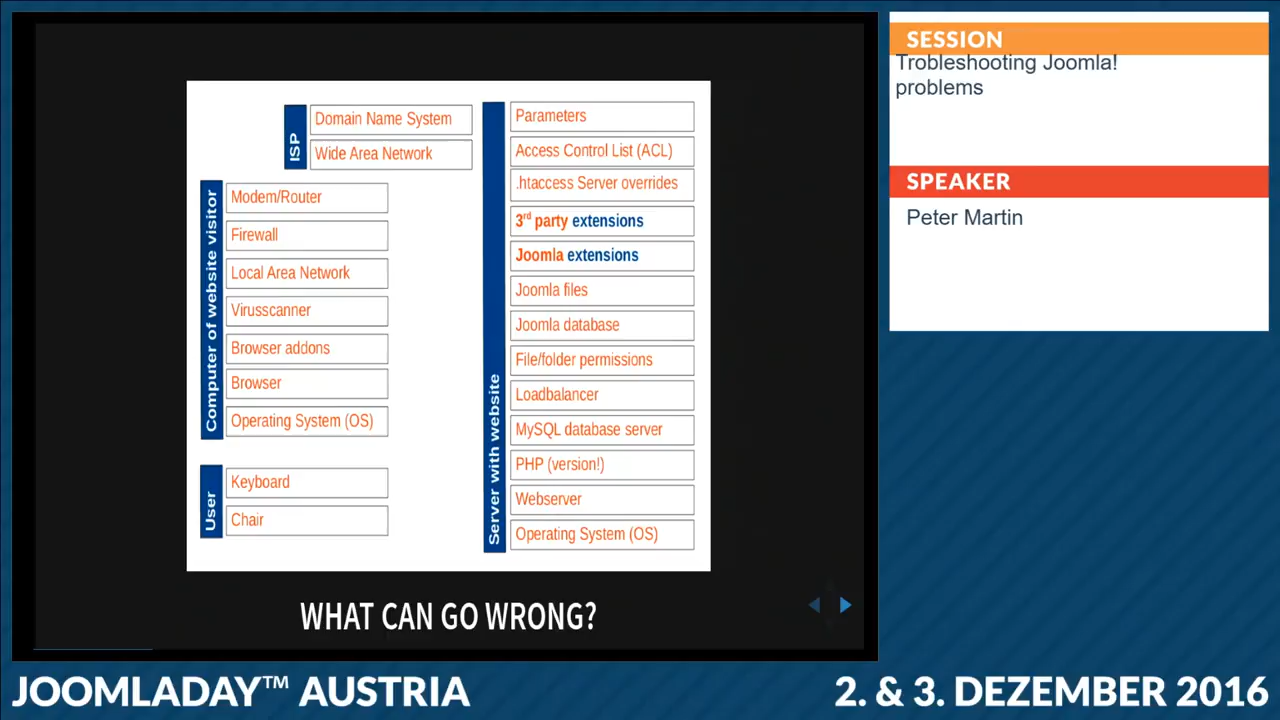 ISP
Domain Name System
Wide Area Network
Computer of website visitor
Modem/Router
Firewall
Local Area Network
Virusscanner
Browser addons
Browser
Operating System (OS)
User
Keyboard
Chair
Server with website
Parameters
Access Control List (ACL)
.htaccess Server overrides
3rd party extensions
Joomla extensions
Joomla files
Joomla database
File/folder permissions
Loadbalancer
MySQL database server
PHP (version!)
Webserver
Operating System (OS)
WHAT CAN GO WRONG?
SESSION
Trobleshooting Joomla!
problems
SPEAKER
Peter Martin
JOOMLADAY™ AUSTRIA
2. & 3. DEZEMBER 2016